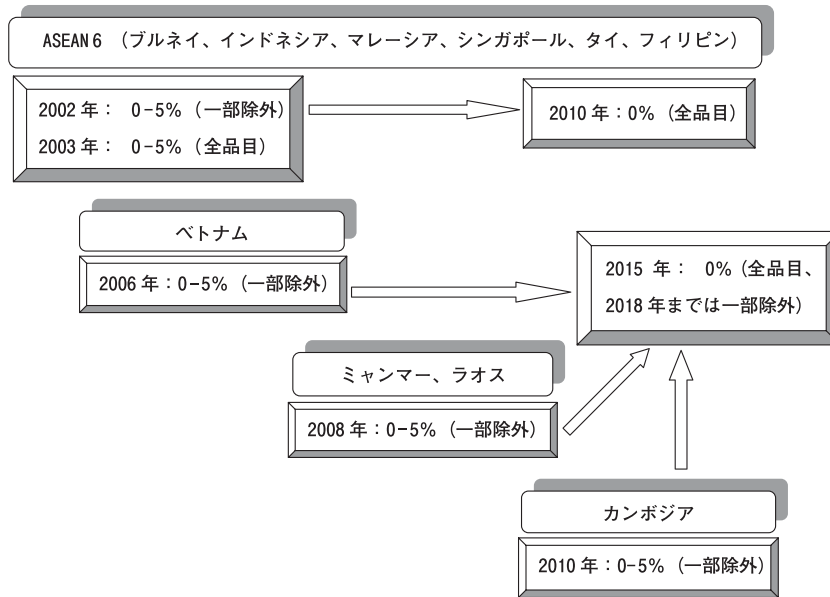 ASEAN 6 (ブルネイ、インドネシア、マレーシア、シンガポール、タイ、フィリピン)
2002 年: 0-5%(一部除外)
2003 年: 0-5%(全品目)
2010 年:0%(全品目)
ベトナム
2006 年:0-5%(一部除外)
2015 年: 0%(全品目、
2018 年までは一部除外)
ミャンマー、ラオス
2008 年:0-5%(一部除外)
カンボジア
2010 年:0-5%(一部除外)